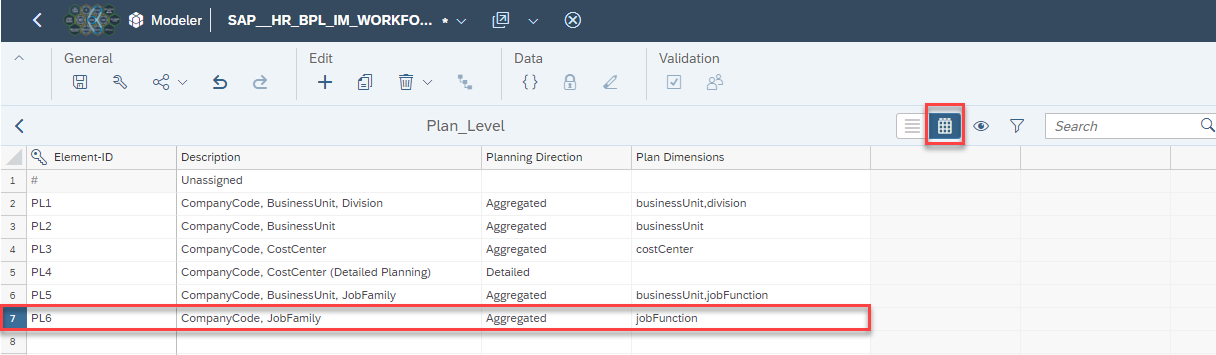 Modeler SAP__HR_BPL_IM_WORKFO... *
General Edit Data Validation
Plan_Level
Search
Element-ID Description Planning Direction Plan Dimensions
1 # Unassigned
2 PL1 CompanyCode, BusinessUnit, Division Aggregated businessUnit,division
3 PL2 CompanyCode, BusinessUnit Aggregated businessUnit
4 PL3 CompanyCode, CostCenter Aggregated costCenter
5 PL4 CompanyCode, CostCenter (Detailed Planning) Detailed
6 PL5 CompanyCode, BusinessUnit, JobFamily Aggregated businessUnit,jobFunction
7 PL6 CompanyCode, JobFamily Aggregated jobFunction
8